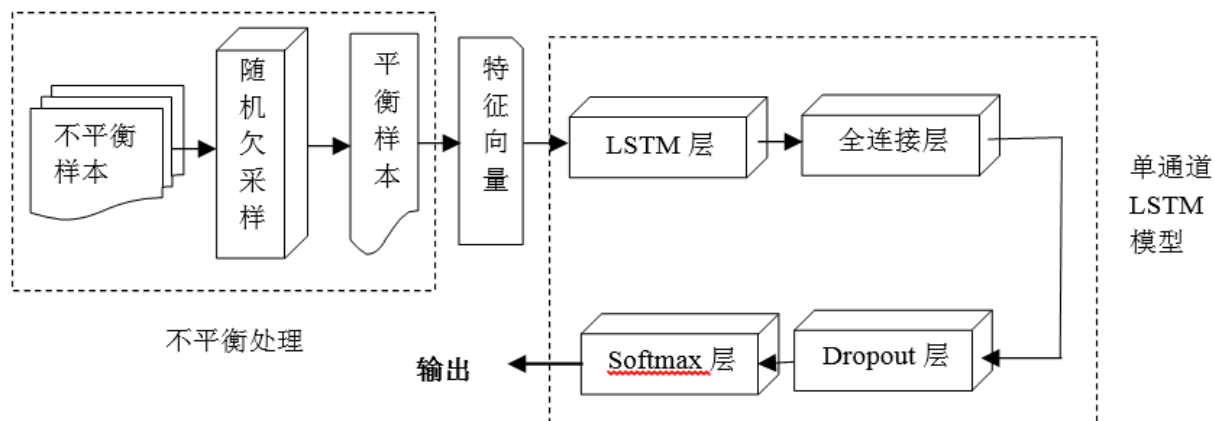 不平衡
样本
随
机
欠
采
样
平
衡
样
本
特
征
向
量
LSTM 层
全连接层
单通道
LSTM
模型
不平衡处理
输出
Softmax 层
Dropout 层